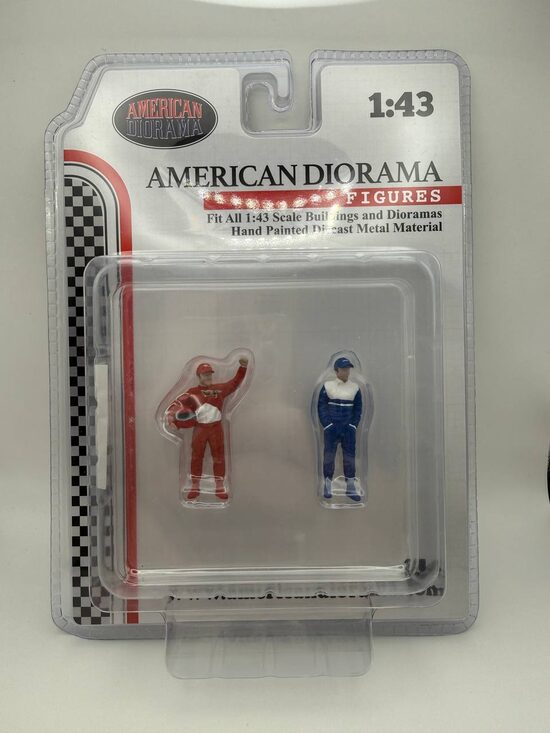 AMERICAN
DIORAMA
1:43
AMERICAN DIORAMA
FIGURES
Fit All 1:43 Scale Buildings and Dioramas
Hand Painted Diecast Metal Material